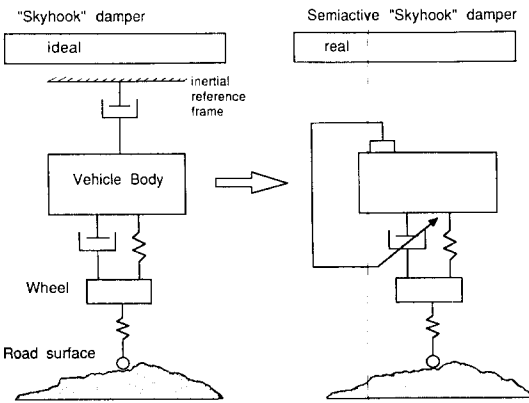 "Skyhook" damper
ideal
inertial
reference
frame
Vehicle Body
Wheel
Road surface
Semiactive "Skyhook" damper
real